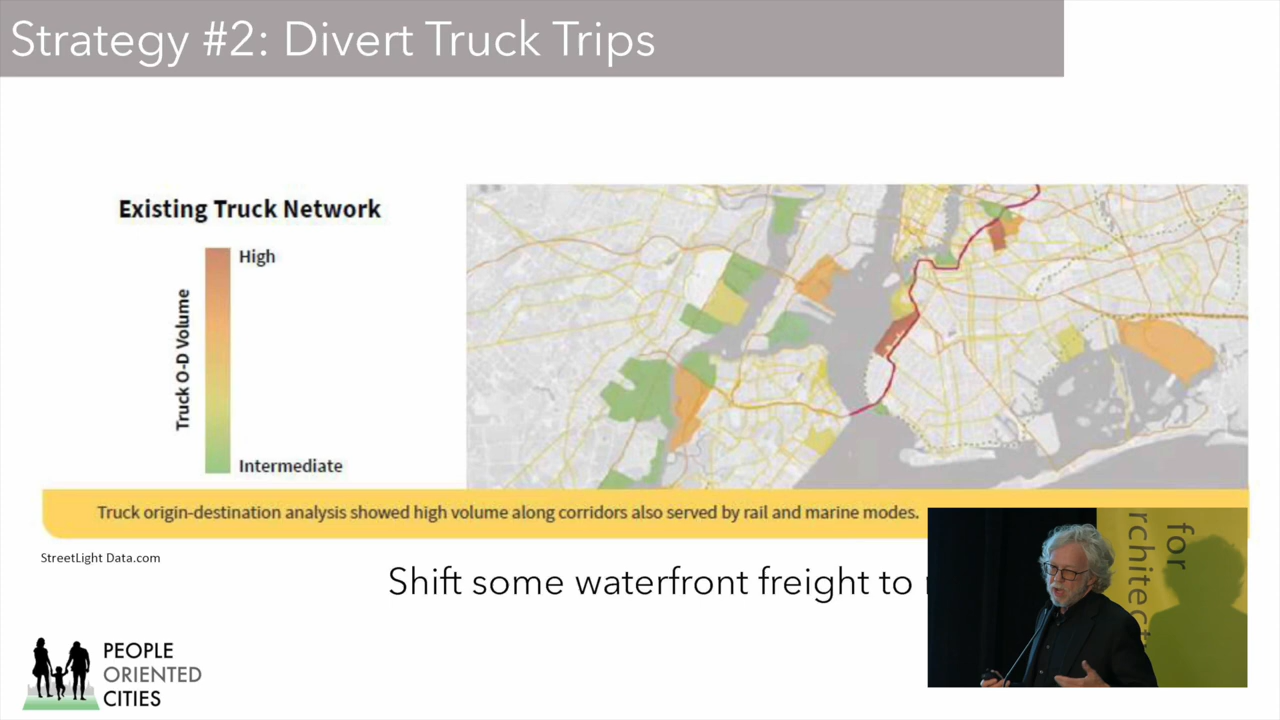 Strategy #2: Divert Truck Trips
Existing Truck Network
High
Truck O-D Volume
Intermediate
Truck origin-destination analysis showed high volume along corridors also served by rail and marine modes.
StreetLight Data.com
Shift some waterfront freight to
for
rchitect
PEOPLE
ORIENTED
CITIES